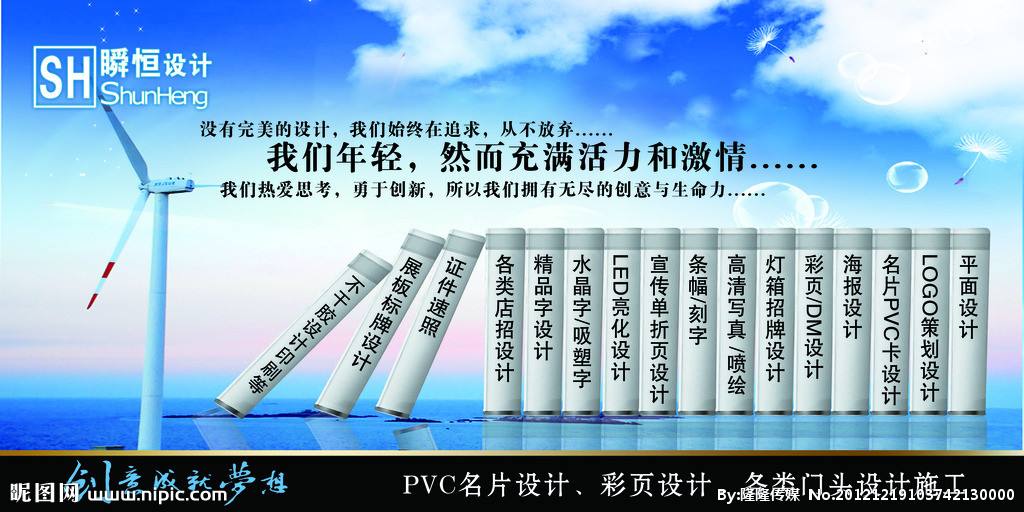 SH 瞬恒设计
ShunHeng
没有完美的设计，我们始终在追求，从不放弃……
我们年轻，然而充满活力和激情……
我们热爱思考，勇于创新，所以我们拥有无尽的创意与生命力……
不干胶设计印刷等
展板标牌设计
证件速照
各类店招设计
精品字设计
水晶字/吸塑字
LED亮化设计
宣传单折页设计
条幅/刻字
高清写真/喷绘
灯箱招牌设计
彩页/DM设计
海报设计
名片PVC卡设计
LOGO策划设计
平面设计
创意成就梦想
PVC名片设计、彩页设计、各类门头设计施工
昵图网 www.nipic.com
By:隆隆传媒 No.20121219103742130000